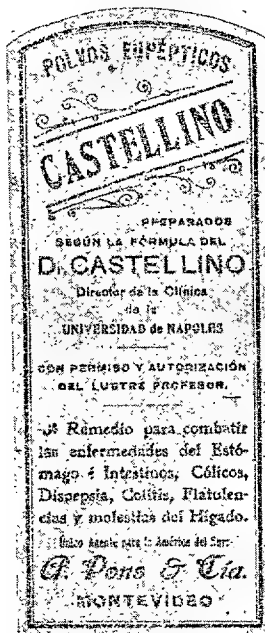 POLVOS EUPÉPTICOS
CASTELLINO
PREPARADOS
SEGÚN LA FÓRMULA DEL
Dr. CASTELLINO
Director de la Clínica
de la
UNIVERSIDAD de NAPOLES
CON PERMISO Y AUTORIZACIÓN
DEL LUSTRE PROFESOR.
Remedio para combatir
las enfermedades del Estó-
mago é Intestinos, Cólicos,
Dispepsia, Colitis, Flatulen-
cias y molestias del Hígado.
Único Agente para la América del Sur:
Pons & Cía.
MONTEVIDEO